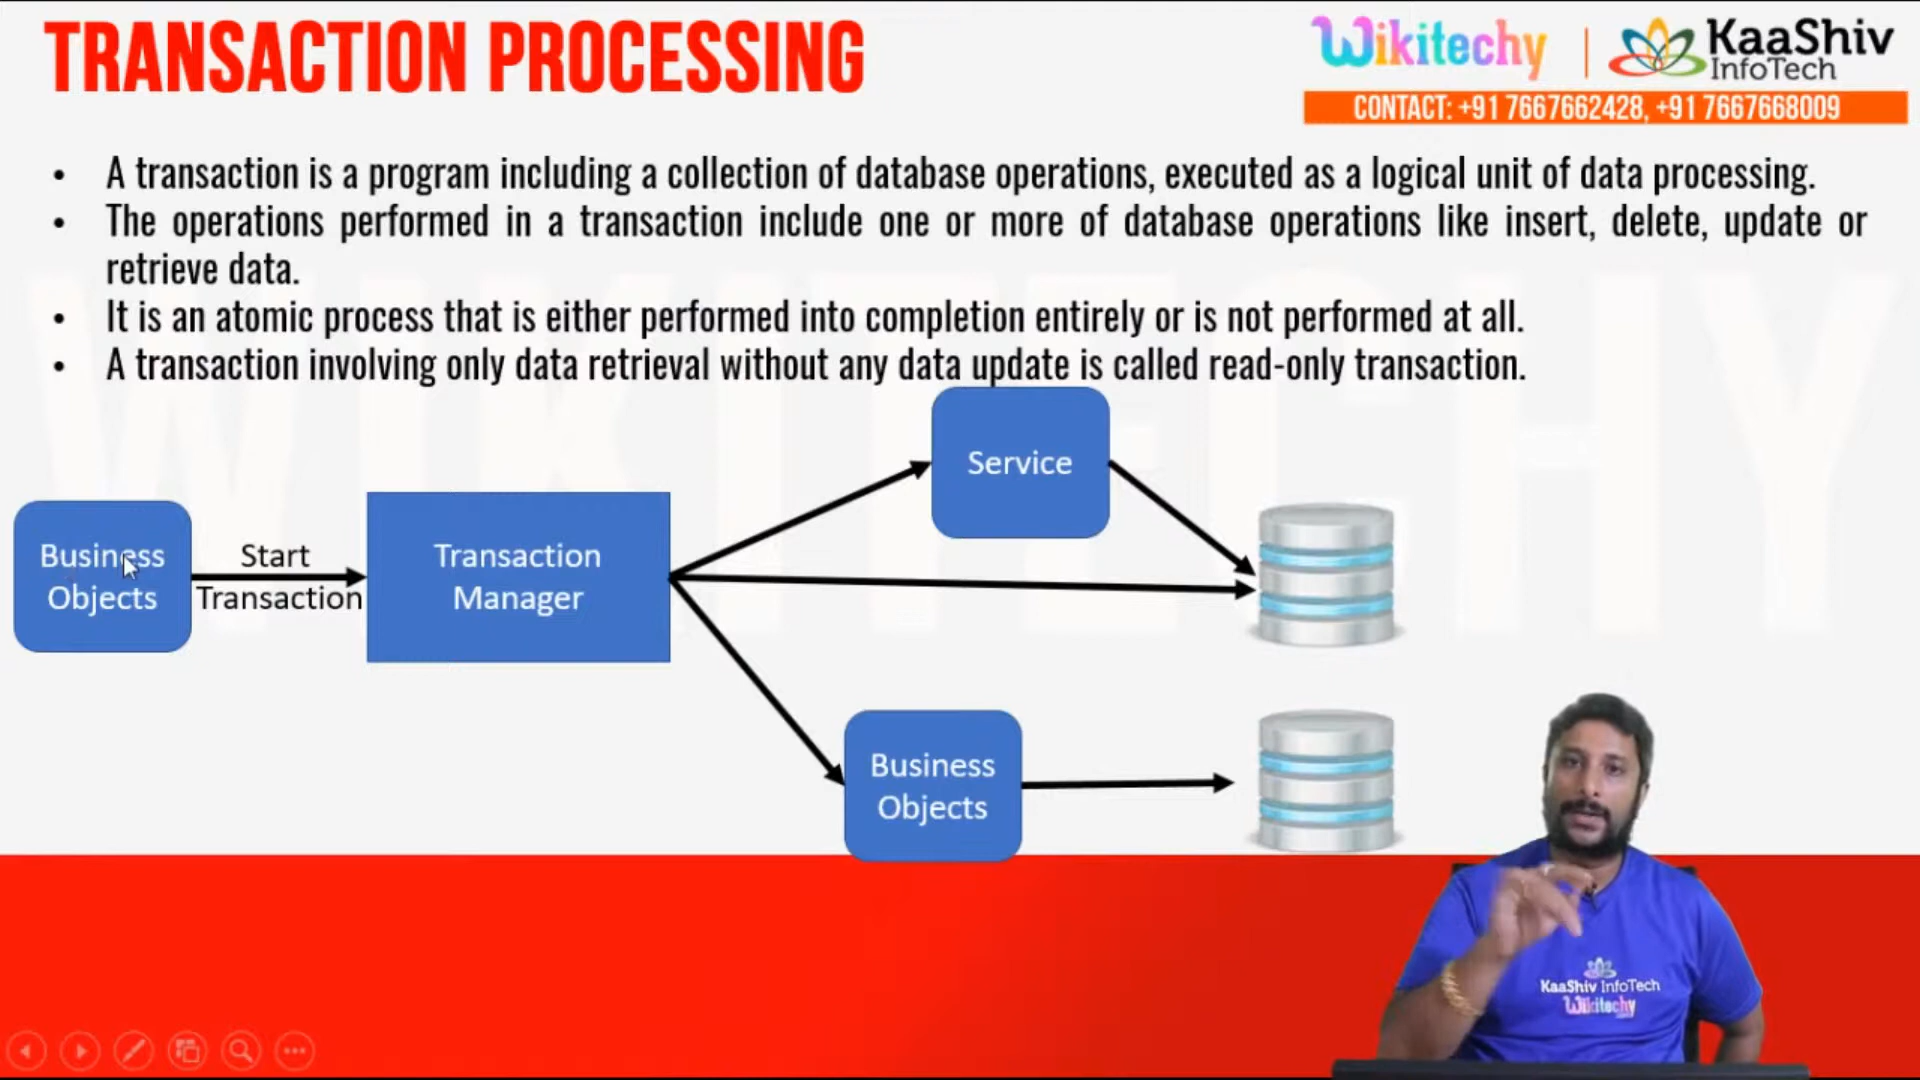 TRANSACTION PROCESSING
Wikitechy
KaaShiv
InfoTech
CONTACT: +91 7667662428, +91 7667668009
• A transaction is a program including a collection of database operations, executed as a logical unit of data processing.
• The operations performed in a transaction include one or more of database operations like insert, delete, update or
retrieve data.
• It is an atomic process that is either performed into completion entirely or is not performed at all.
• A transaction involving only data retrieval without any data update is called read-only transaction.
WIKITECHY
Service
Business
Objects
Start
Transaction
Transaction
Manager
Business
Objects
KaaShiv InfoTech
Wikitechy